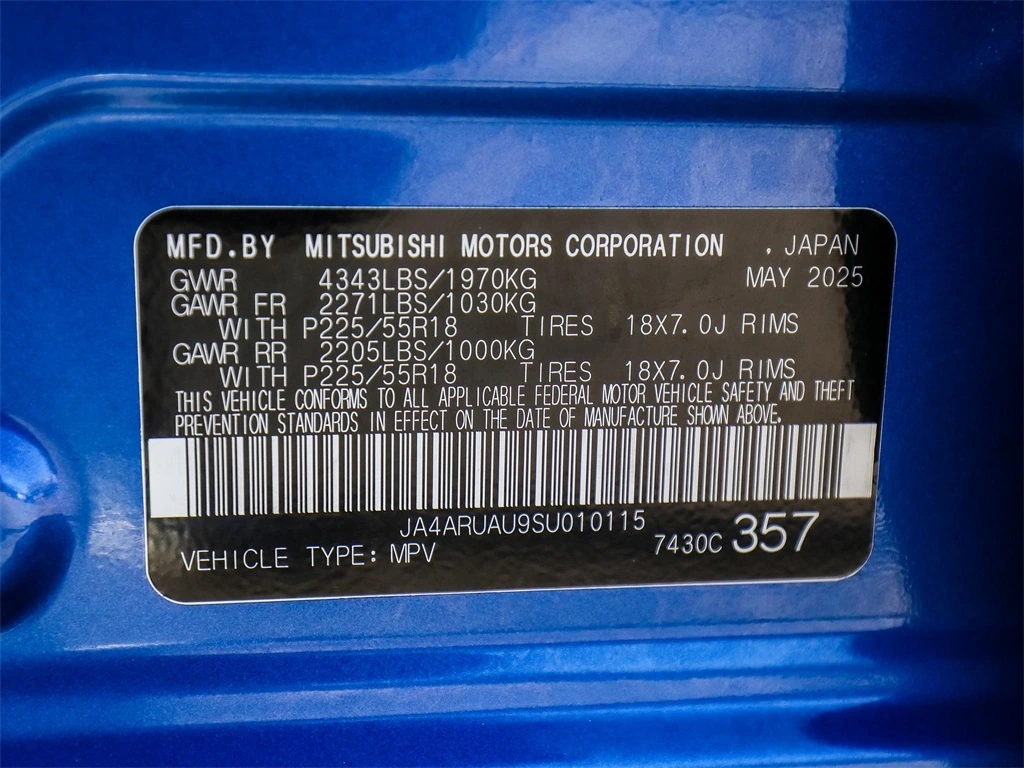 MFD.BY MITSUBISHI MOTORS CORPORATION , JAPAN
GVWR 4343LBS/1970KG MAY 2025
GAWR FR 2271LBS/1030KG
WITH P225/55R18 TIRES 18X7.0J RIMS
GAWR RR 2205LBS/1000KG
WITH P225/55R18 TIRES 18X7.0J RIMS
THIS VEHICLE CONFORMS TO ALL APPLICABLE FEDERAL MOTOR VEHICLE SAFETY AND THEFT
PREVENTION STANDARDS IN EFFECT ON THE DATE OF MANUFACTURE SHOWN ABOVE.
JA4ARUAU9SU010115
VEHICLE TYPE: MPV 7430C 357